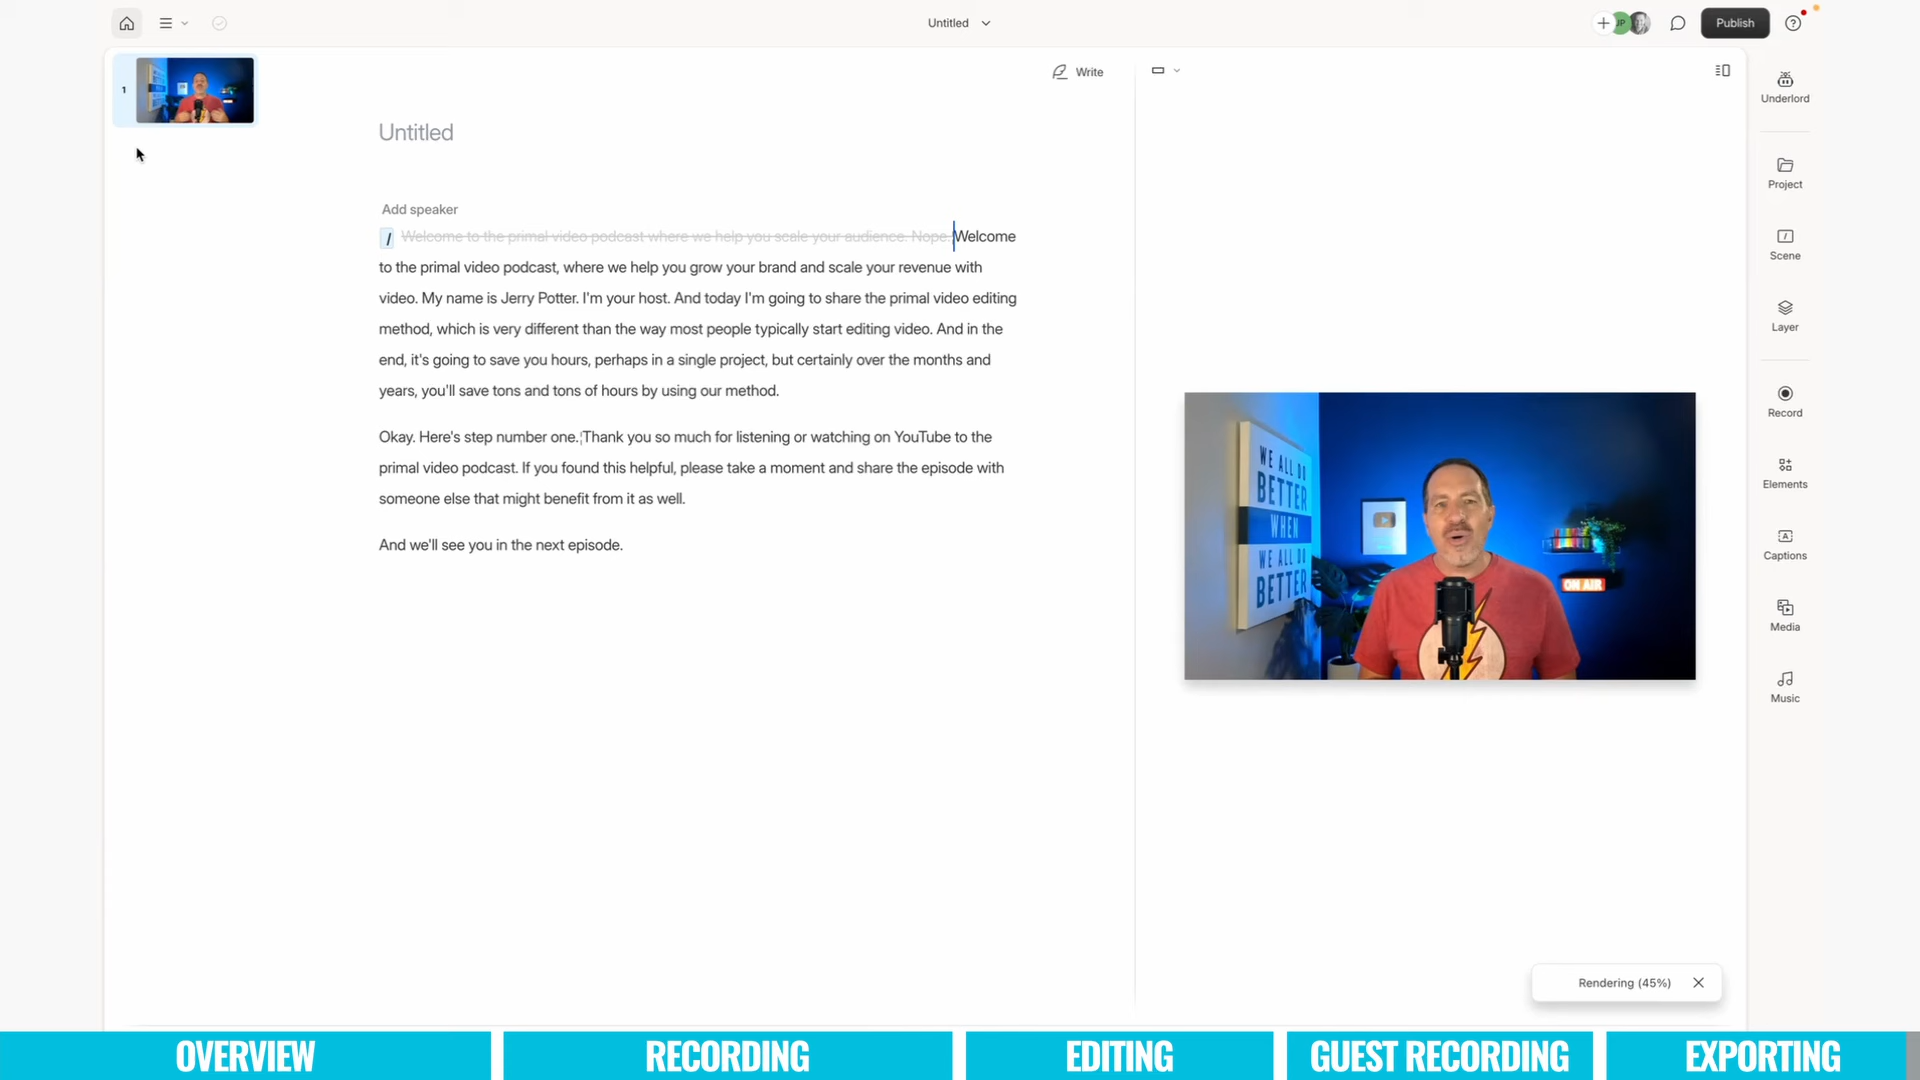 Untitled
JP
Publish
1
Write
Underlord
Untitled
Add speaker
/ Welcome to the primal video podcast where we help you scale your audience. Nope. Welcome
to the primal video podcast, where we help you grow your brand and scale your revenue with
video. My name is Jerry Potter. I'm your host. And today I'm going to share the primal video editing
method, which is very different than the way most people typically start editing video. And in the
end, it's going to save you hours, perhaps in a single project, but certainly over the months and
years, you'll save tons and tons of hours by using our method.
Okay. Here's step number one. Thank you so much for listening or watching on YouTube to the
primal video podcast. If you found this helpful, please take a moment and share the episode with
someone else that might benefit from it as well.
And we'll see you in the next episode.
WE ALL DO
BETTER
WHEN
WE ALL DO
BETTER
ON AIR
Project
Scene
Layer
Record
Elements
Captions
Media
Music
Rendering (45%)
OVERVIEW
RECORDING
EDITING
GUEST RECORDING
EXPORTING